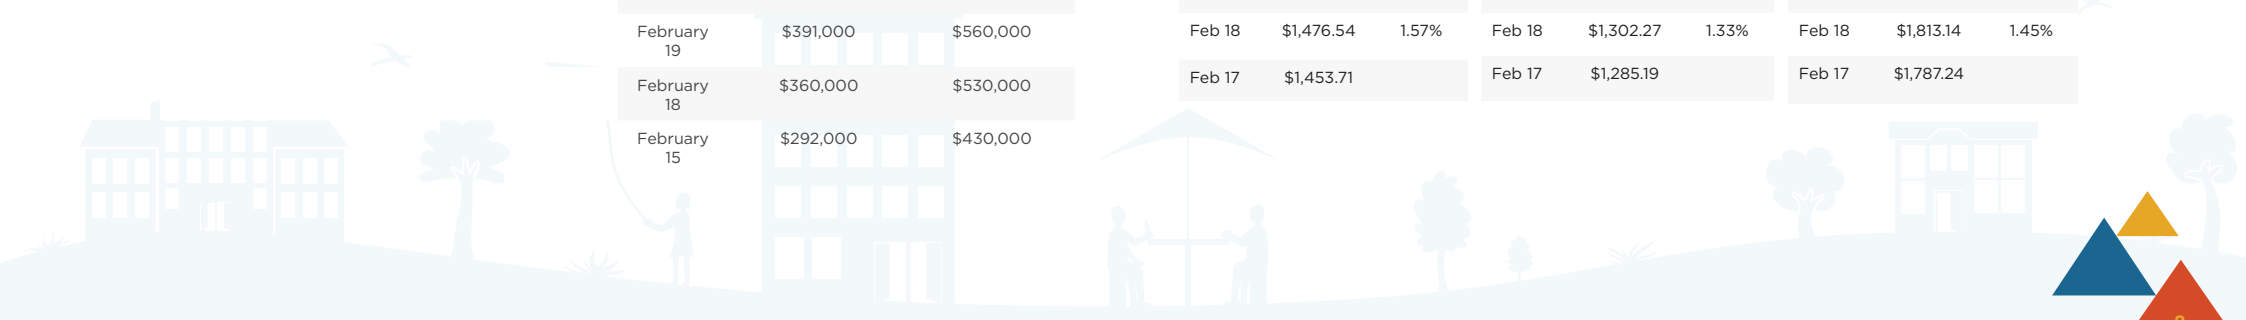 February $391,000 $560,000
19
February $360,000 $530,000
18
February $292,000 $430,000
15
Feb 18 $1,476.54 1.57%
Feb 17 $1,453.71
Feb 18 $1,302.27 1.33%
Feb 17 $1,285.19
Feb 18 $1,813.14 1.45%
Feb 17 $1,787.24